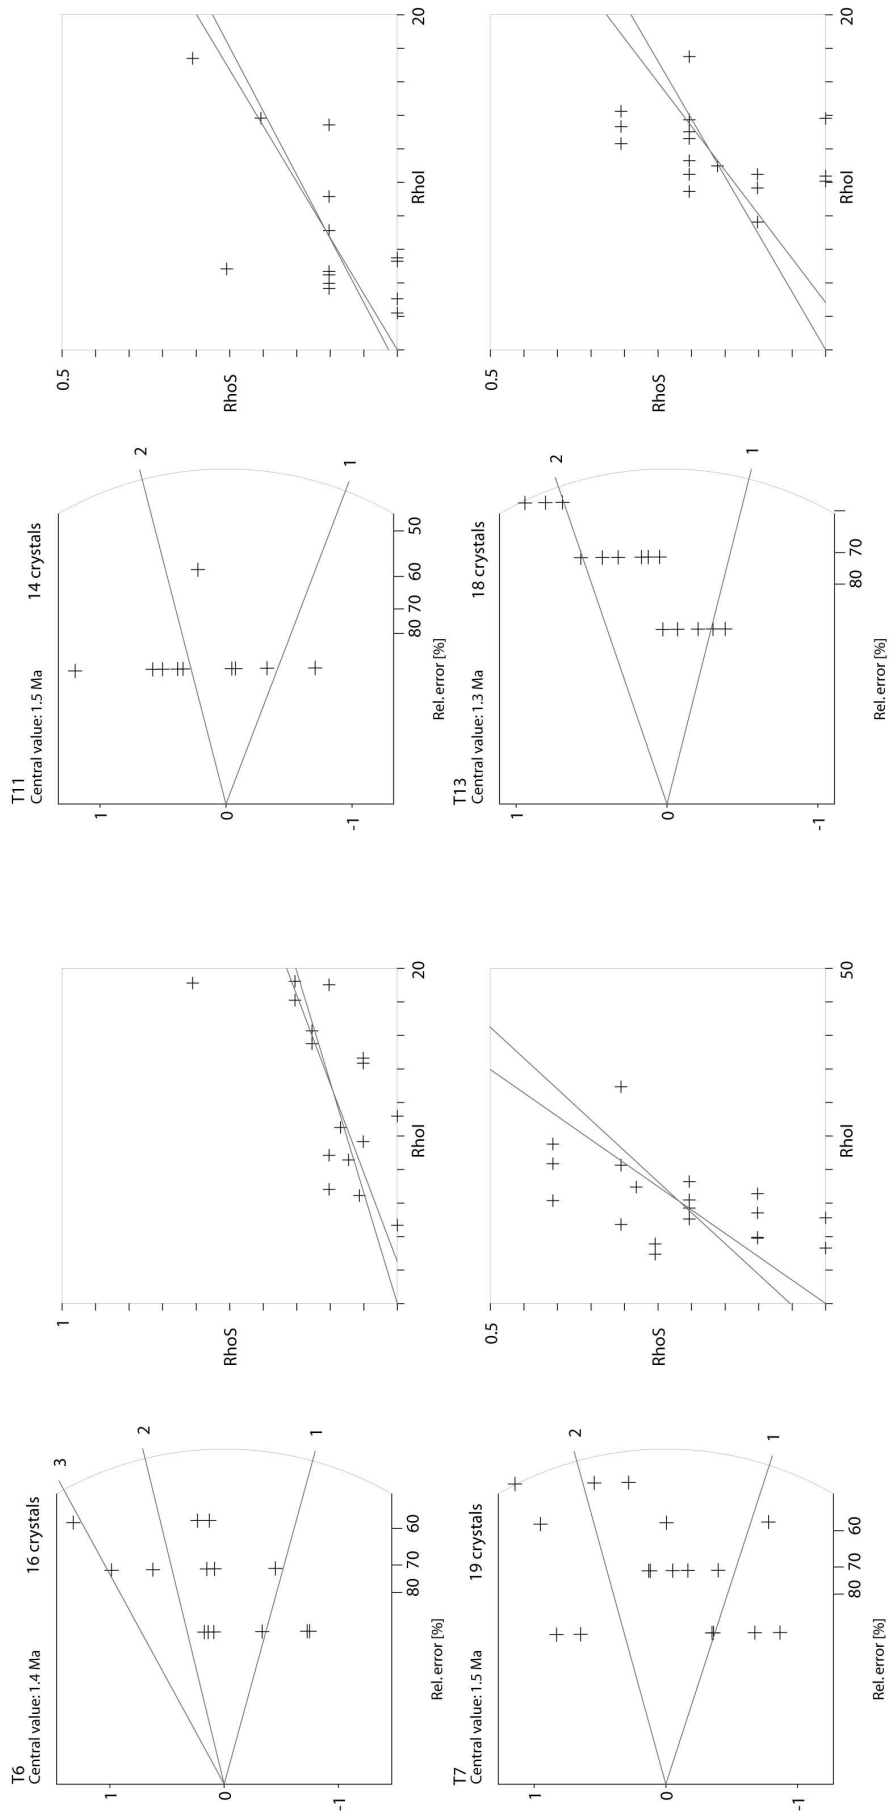 T6
Central value: 1.4 Ma
16 crystals
1
0
-1
3
2
1
80
70
60
Rel. error [%]
1
RhoS
RhoI
20
T11
Central value: 1.5 Ma
14 crystals
1
0
-1
2
1
80
70
60
50
Rel. error [%]
0.5
RhoS
RhoI
20
T7
Central value: 1.5 Ma
19 crystals
1
0
-1
2
1
80
70
60
Rel. error [%]
0.5
RhoS
RhoI
50
T13
Central value: 1.3 Ma
18 crystals
1
0
-1
2
1
80
70
Rel. error [%]
0.5
RhoS
RhoI
20